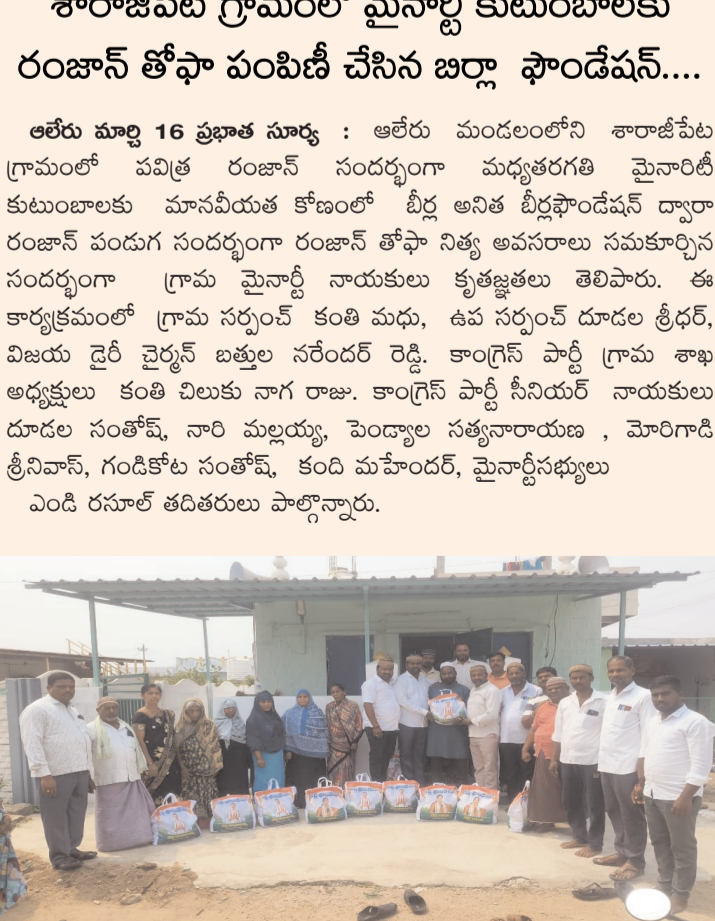 శారాజీపేట గ్రామంలో మైనార్టీ కుటుంబాలకు
రంజాన్ తోఫా పంపిణీ చేసిన బిర్లా ఫౌండేషన్....
ఆలేరు మార్చి 16 ప్రభాత సూర్య : ఆలేరు మండలంలోని శారాజీపేట
గ్రామంలో పవిత్ర రంజాన్ సందర్భంగా మధ్యతరగతి మైనారిటీ
కుటుంబాలకు మానవీయత కోణంలో బీర్ల అనిత బీర్లఫౌండేషన్ ద్వారా
రంజాన్ పండుగ సందర్భంగా రంజాన్ తోఫా నిత్య అవసరాలు సమకూర్చిన
సందర్భంగా గ్రామ మైనార్టీ నాయకులు కృతజ్ఞతలు తెలిపారు. ఈ
కార్యక్రమంలో గ్రామ సర్పంచ్ కంతి మధు, ఉప సర్పంచ్ దూడల శ్రీధర్,
విజయ డైరీ చైర్మన్ బత్తుల నరేందర్ రెడ్డి. కాంగ్రెస్ పార్టీ గ్రామ శాఖ
అధ్యక్షులు కంతి చిలుకు నాగ రాజు. కాంగ్రెస్ పార్టీ సీనియర్ నాయకులు
దూడల సంతోష్, నారి మల్లయ్య, పెండ్యాల సత్యనారాయణ , మోరిగాడి
శ్రీనివాస్, గండికోట సంతోష్, కంది మహేందర్, మైనార్టీసభ్యులు
ఎండి రసూల్ తదితరులు పాల్గొన్నారు.